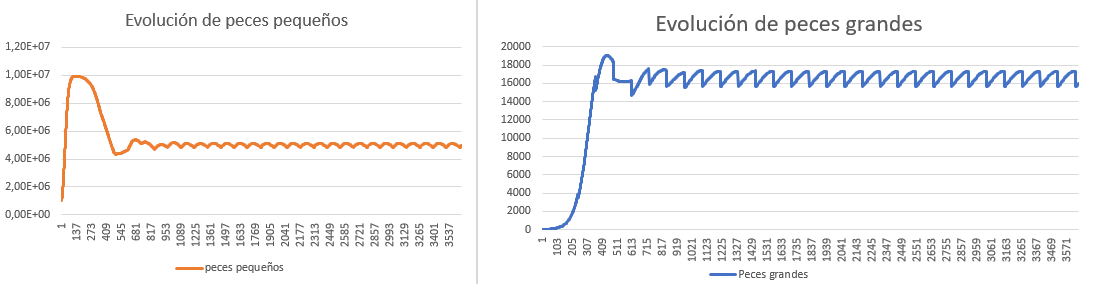 Evolución de peces pequeños
1,20E+07
1,00E+07
8,00E+06
6,00E+06
4,00E+06
2,00E+06
0,00E+00
1 137 273 409 545 681 817 953 1089 1225 1361 1497 1633 1769 1905 2041 2177 2313 2449 2585 2721 2857 2993 3129 3265 3401 3537
peces pequeños
Evolución de peces grandes
20000
18000
16000
14000
12000
10000
8000
6000
4000
2000
0
1 103 205 307 409 511 613 715 817 919 1021 1123 1225 1327 1429 1531 1633 1735 1837 1939 2041 2143 2245 2347 2449 2551 2653 2755 2857 2959 3061 3163 3265 3367 3469 3571
Peces grandes